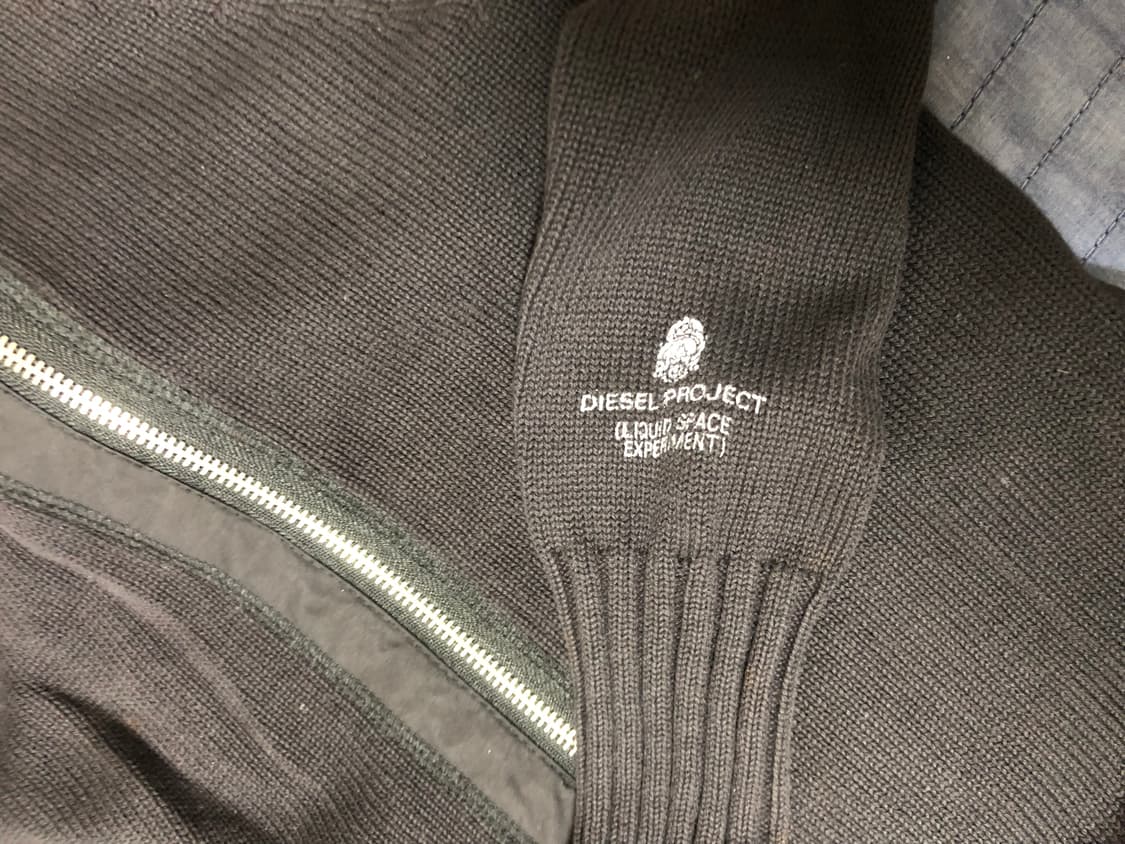 DIESEL PROJECT
(LIQUID SPACE
EXPERIMENT)